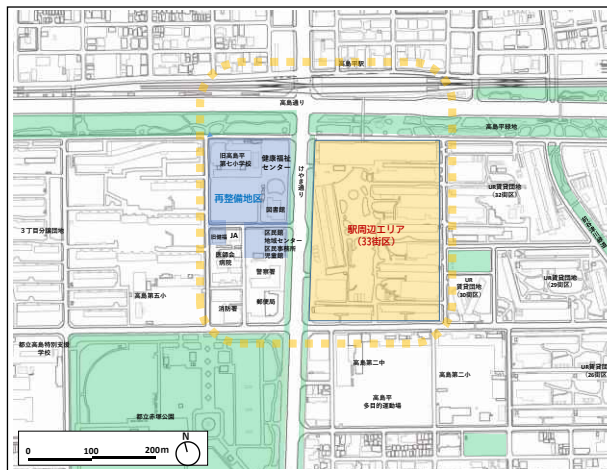 高島平駅
高島通り
高島平緑地
旧高島平
第七小学校
健康福祉
センター
けやき通り
再整備地区
図書館
駅周辺エリア
（33街区）
UR賃貸団地
（32街区）
３丁目分譲団地
JA
医師会
病院
区民館
地域センター
区民事務所
児童館
警察署
UR
賃貸団地
（30街区）
UR賃貸団地
（29街区）
高島第五小
郵便局
消防署
都立高島特別支援
学校
高島第二中
高島第二小
UR賃貸団地
（26街区）
高島平
多目的運動場
都立赤塚公園
N
0 100 200m